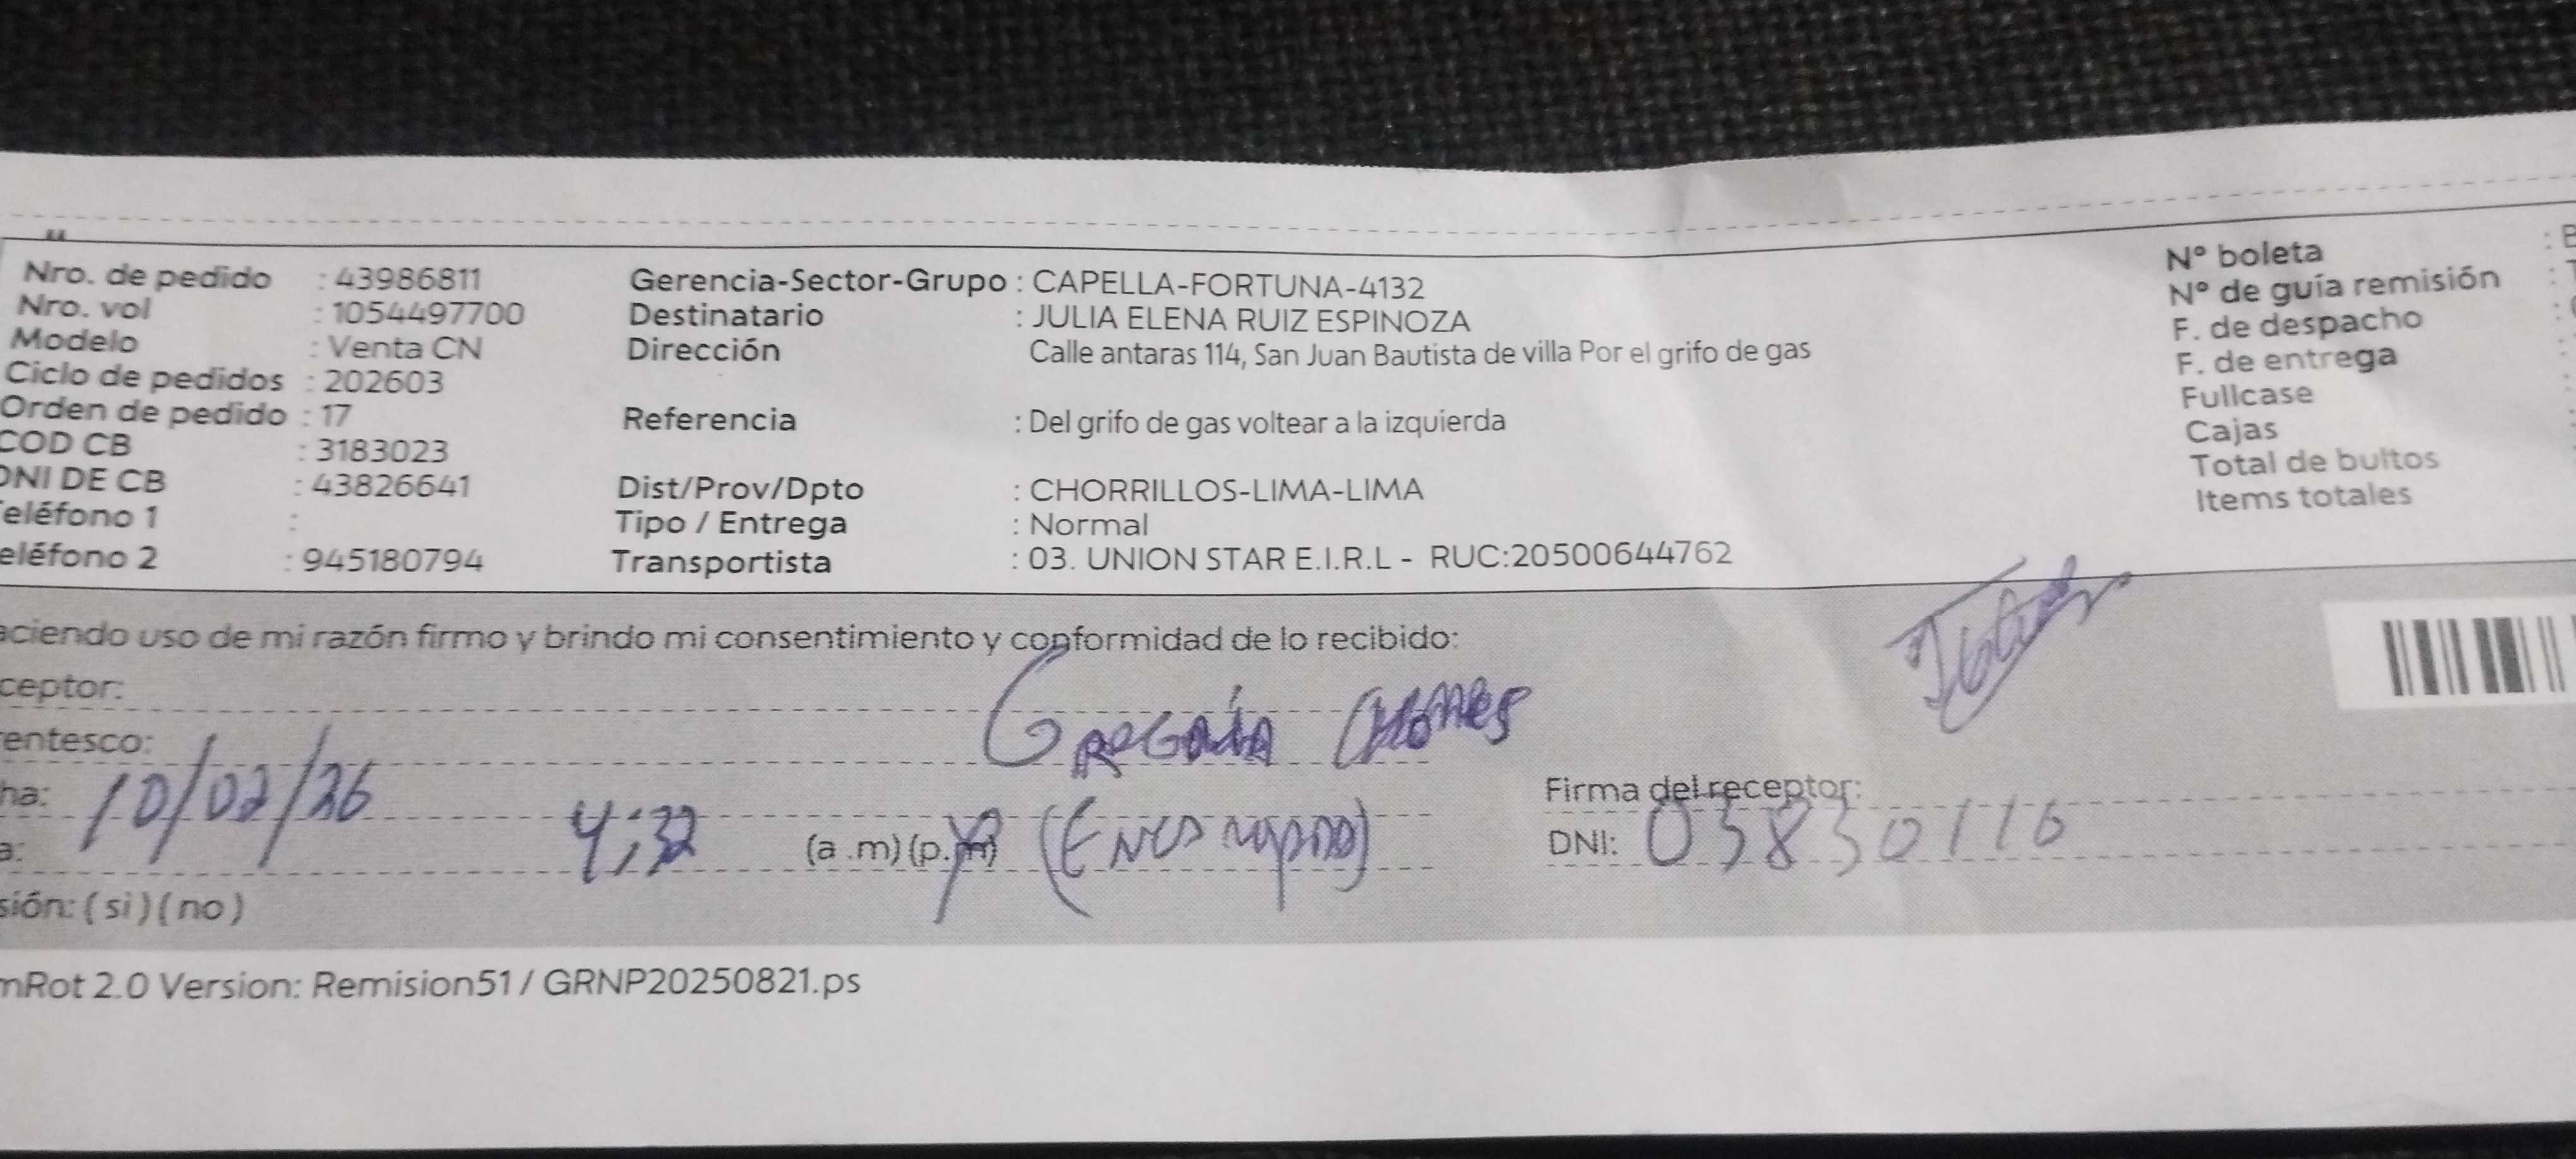 Nro. de pedido : 43986811 Gerencia-Sector-Grupo : CAPELLA-FORTUNA-4132 N° boleta
Nro. vol : 1054497700 Destinatario : JULIA ELENA RUIZ ESPINOZA N° de guía remisión
Modelo : Venta CN Dirección Calle antaras 114, San Juan Bautista de villa Por el grifo de gas F. de despacho
Ciclo de pedidos : 202603 F. de entrega
Orden de pedido : 17 Referencia : Del grifo de gas voltear a la izquierda Fullcase
COD CB : 3183023 Cajas
DNI DE CB : 43826641 Dist/Prov/Dpto : CHORRILLOS-LIMA-LIMA Total de bultos
Teléfono 1 : Tipo / Entrega : Normal Items totales
eléfono 2 : 945180794 Transportista : 03. UNION STAR E.I.R.L - RUC:20500644762
aciendo uso de mi razón firmo y brindo mi consentimiento y conformidad de lo recibido:
ceptor:
entesco:
ha: 10/02/26 Firma del receptor:
a: 4:32 (a .m) (p.m) DNI: 03830116
sión: ( si ) ( no )
mRot 2.0 Version: Remision51 / GRNP20250821.ps